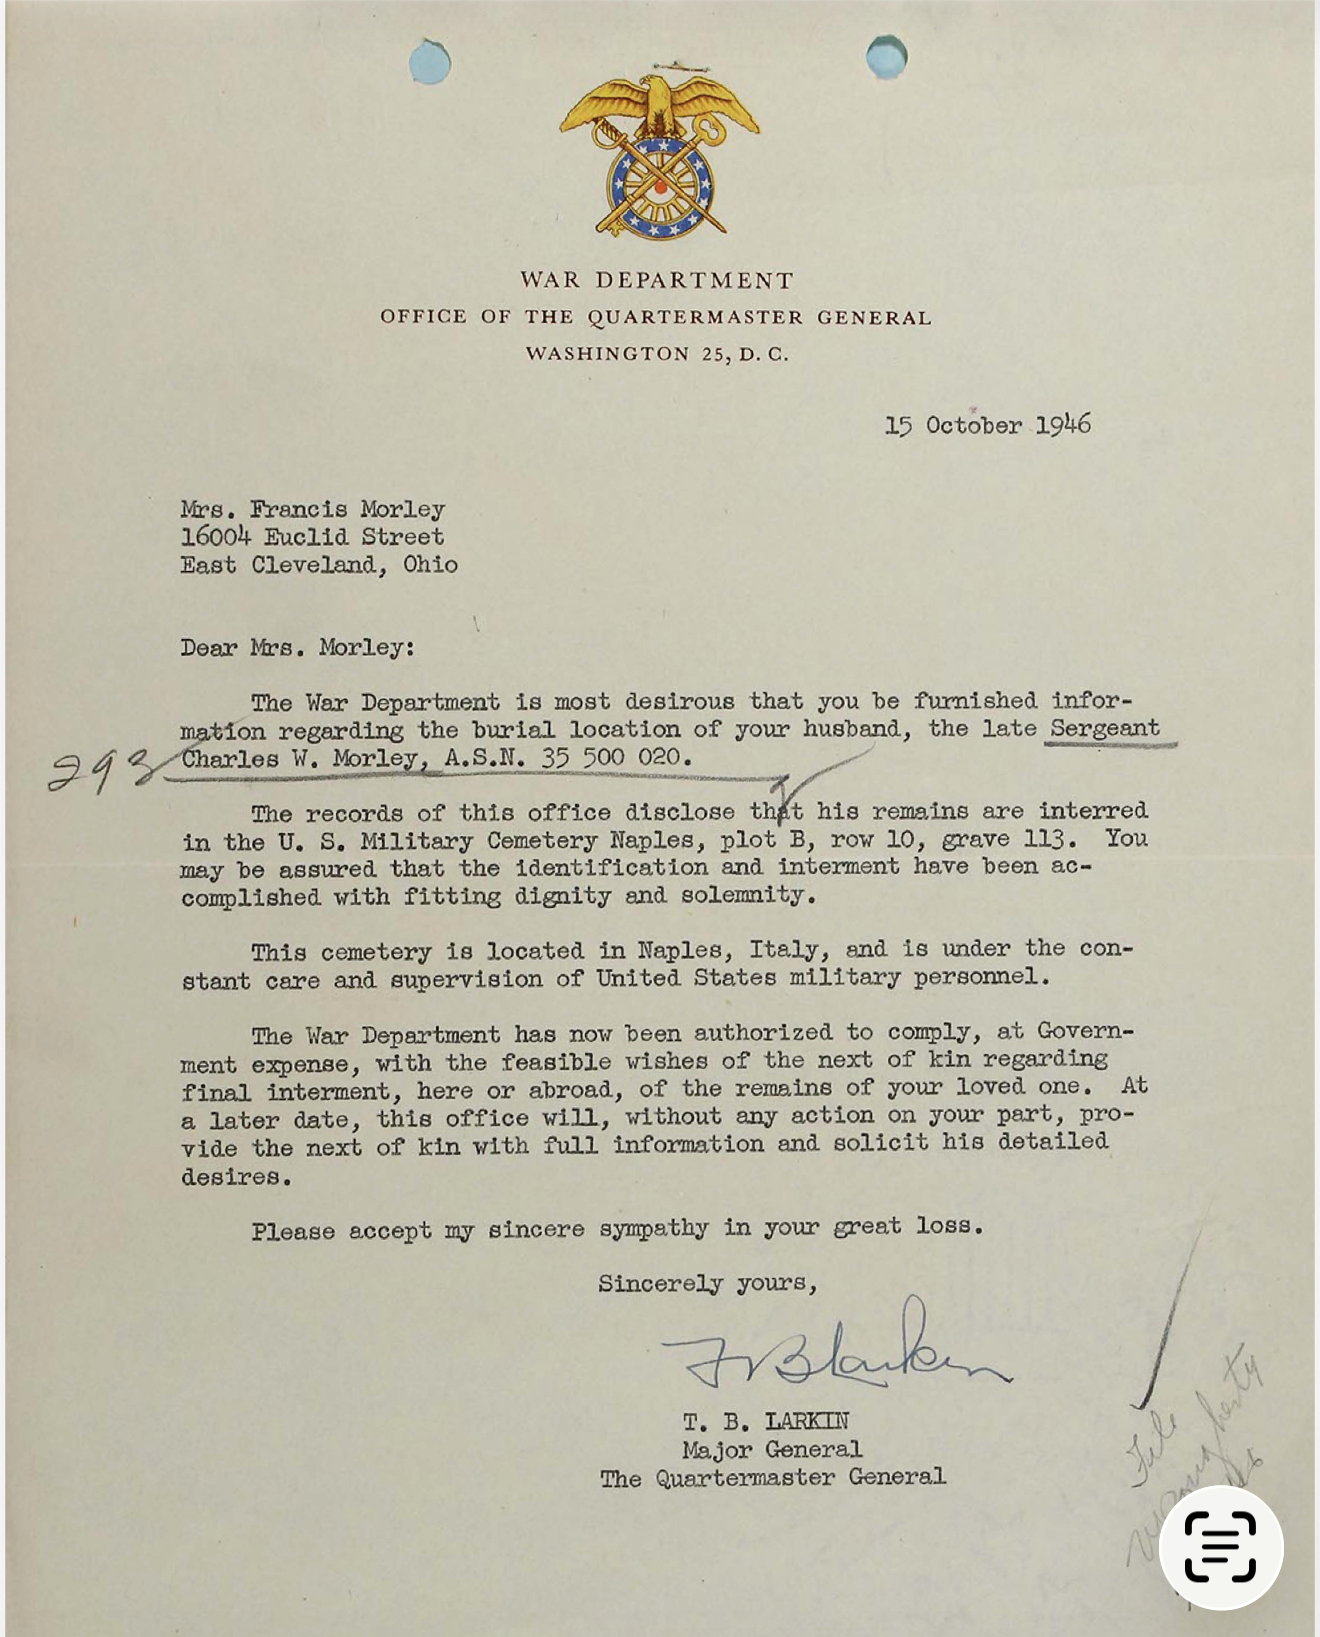 WAR DEPARTMENT
OFFICE OF THE QUARTERMASTER GENERAL
WASHINGTON 25, D. C.
15 October 1946
Mrs. Francis Morley
16004 Euclid Street
East Cleveland, Ohio
Dear Mrs. Morley:
The War Department is most desirous that you be furnished infor-
mation regarding the burial location of your husband, the late Sergeant
293 Charles W. Morley, A.S.N. 35 500 020.
The records of this office disclose that his remains are interred
in the U. S. Military Cemetery Naples, plot B, row 10, grave 113. You
may be assured that the identification and interment have been ac-
complished with fitting dignity and solemnity.
This cemetery is located in Naples, Italy, and is under the con-
stant care and supervision of United States military personnel.
The War Department has now been authorized to comply, at Govern-
ment expense, with the feasible wishes of the next of kin regarding
final interment, here or abroad, of the remains of your loved one. At
a later date, this office will, without any action on your part, pro-
vide the next of kin with full information and solicit his detailed
desires.
Please accept my sincere sympathy in your great loss.
Sincerely yours,
T B Larkin
T. B. LARKIN
Major General
The Quartermaster General
File